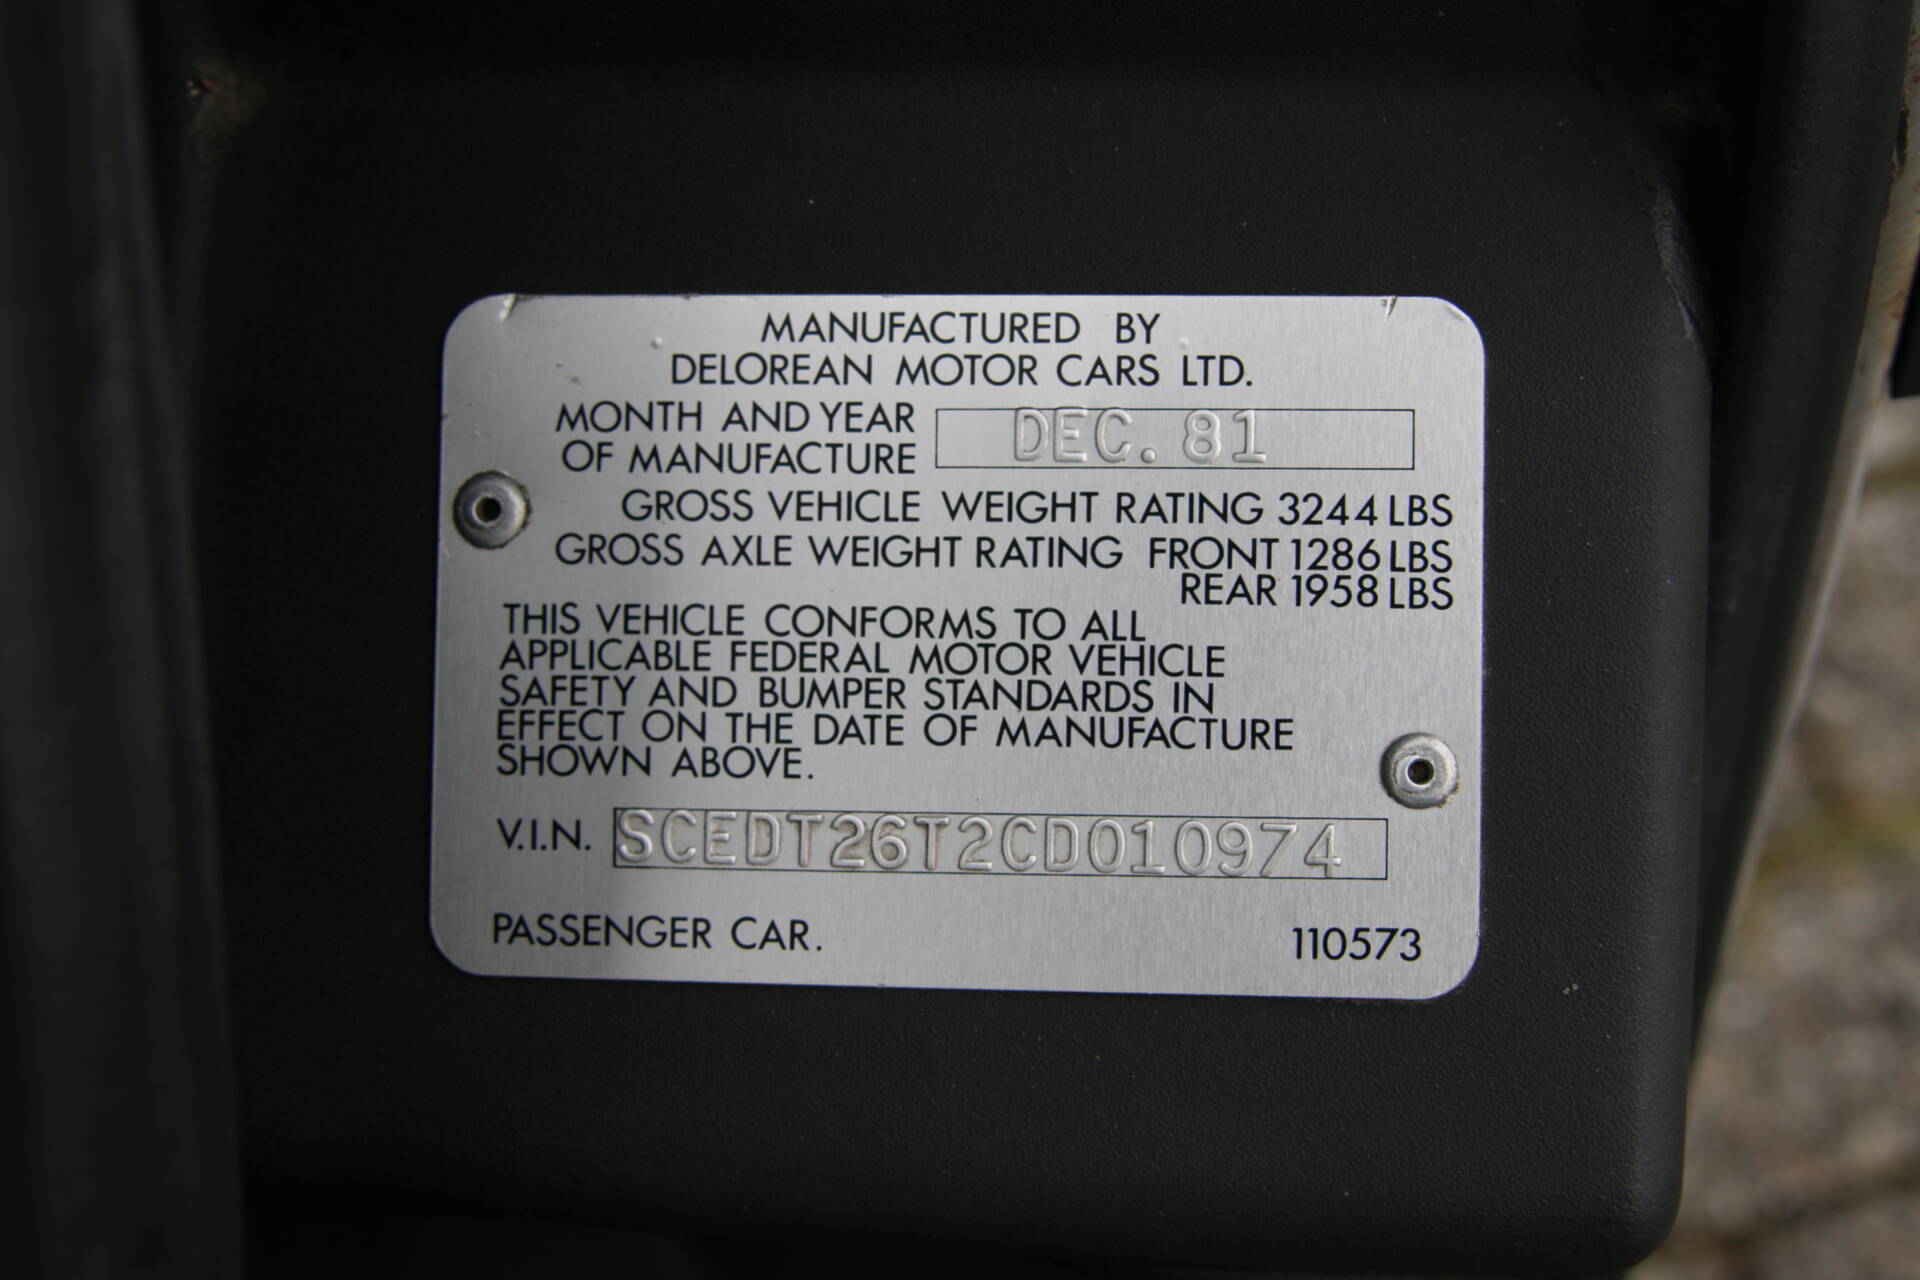 MANUFACTURED BY
DELOREAN MOTOR CARS LTD.
MONTH AND YEAR
OF MANUFACTURE DEC. 81
GROSS VEHICLE WEIGHT RATING 3244 LBS
GROSS AXLE WEIGHT RATING FRONT 1286 LBS
REAR 1958 LBS
THIS VEHICLE CONFORMS TO ALL
APPLICABLE FEDERAL MOTOR VEHICLE
SAFETY AND BUMPER STANDARDS IN
EFFECT ON THE DATE OF MANUFACTURE
SHOWN ABOVE.
V.I.N. SCEDT26T2CD010974
PASSENGER CAR. 110573